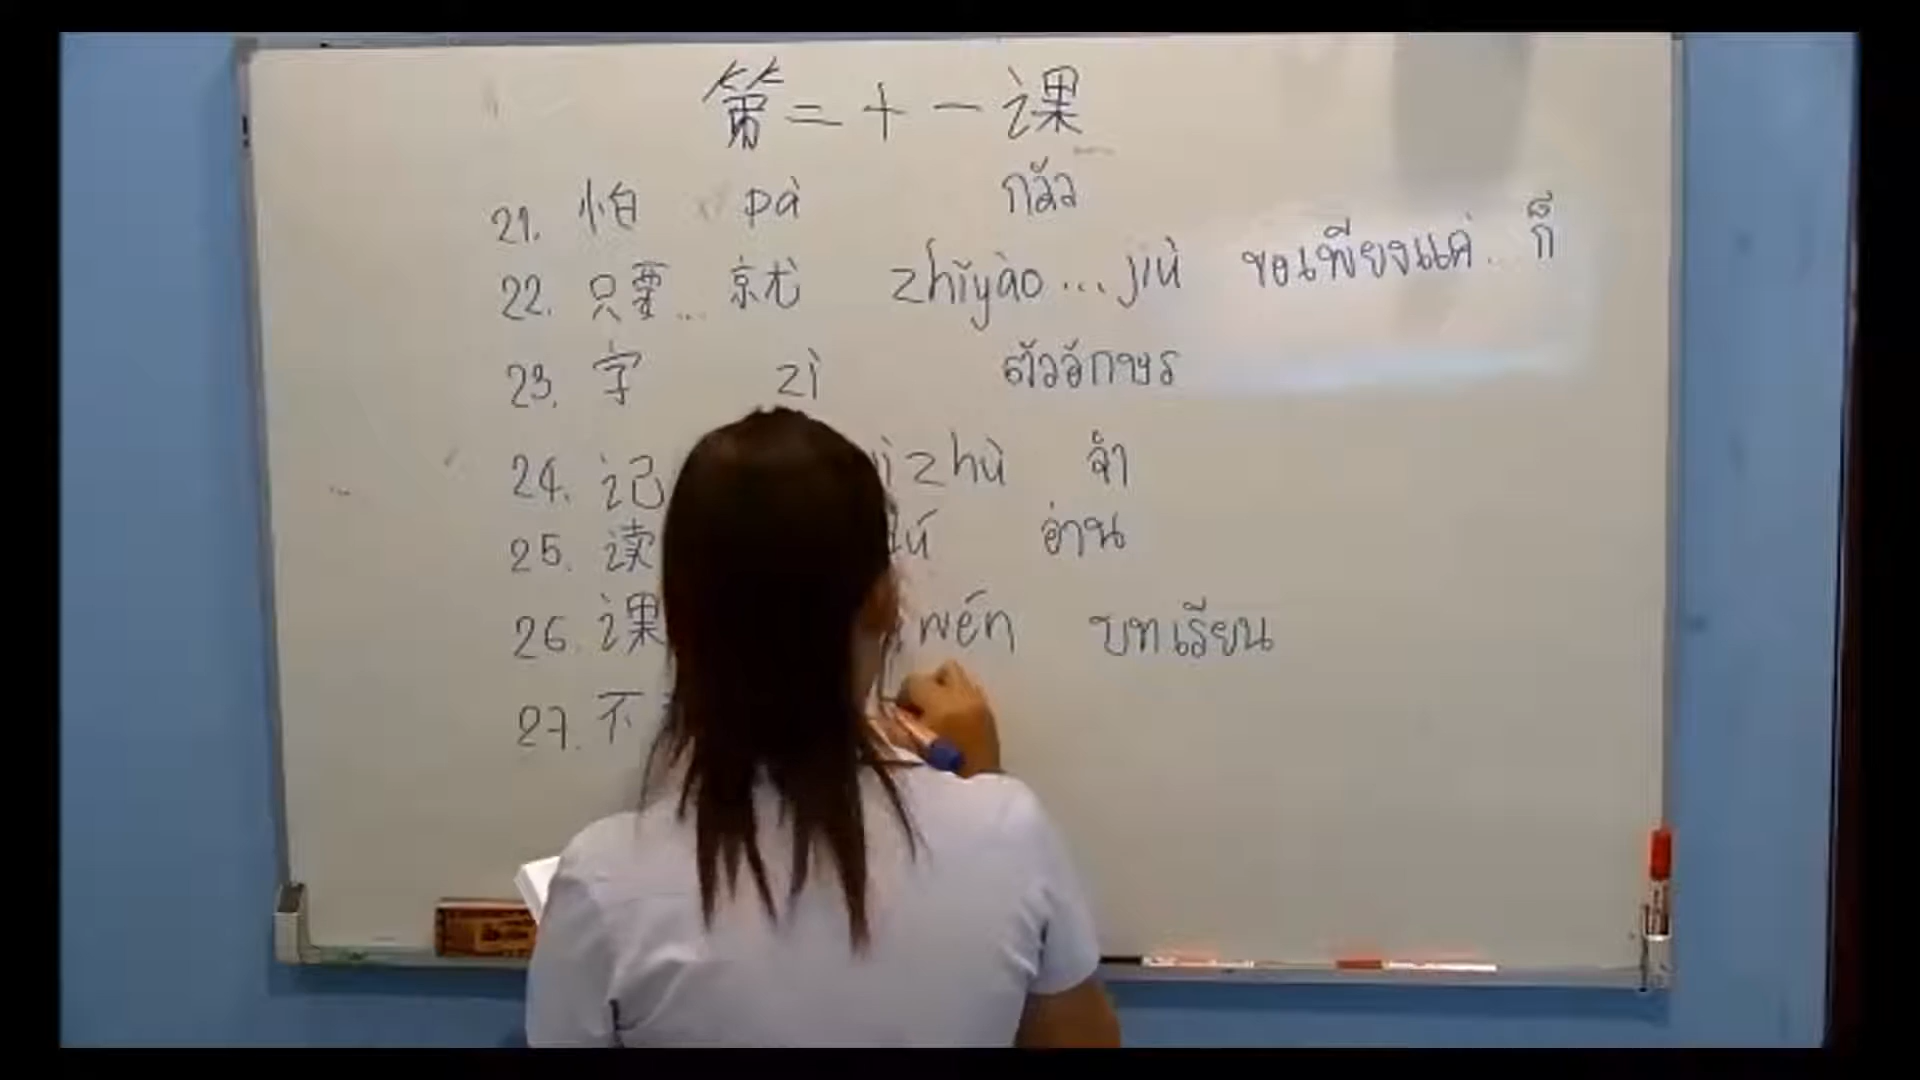 第二十一课
21. 怕 pà กลัว
22. 只要... 就 zhǐyào...jiù ขอเพียงแค่... ก็
23. 字 zì ตัวอักษร
24. 记 zhù จำ
25. 读 อ่าน
26. 课 wén บทเรียน
27. 不